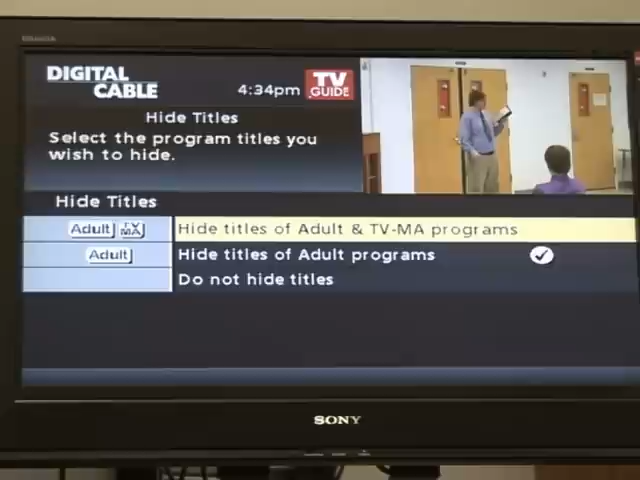 DIGITAL
CABLE
4:34pm
TV
GUIDE
Hide Titles
Select the program titles you
wish to hide.
Hide Titles
Adult TV MA Hide titles of Adult & TV-MA programs
Adult Hide titles of Adult programs
Do not hide titles
SONY